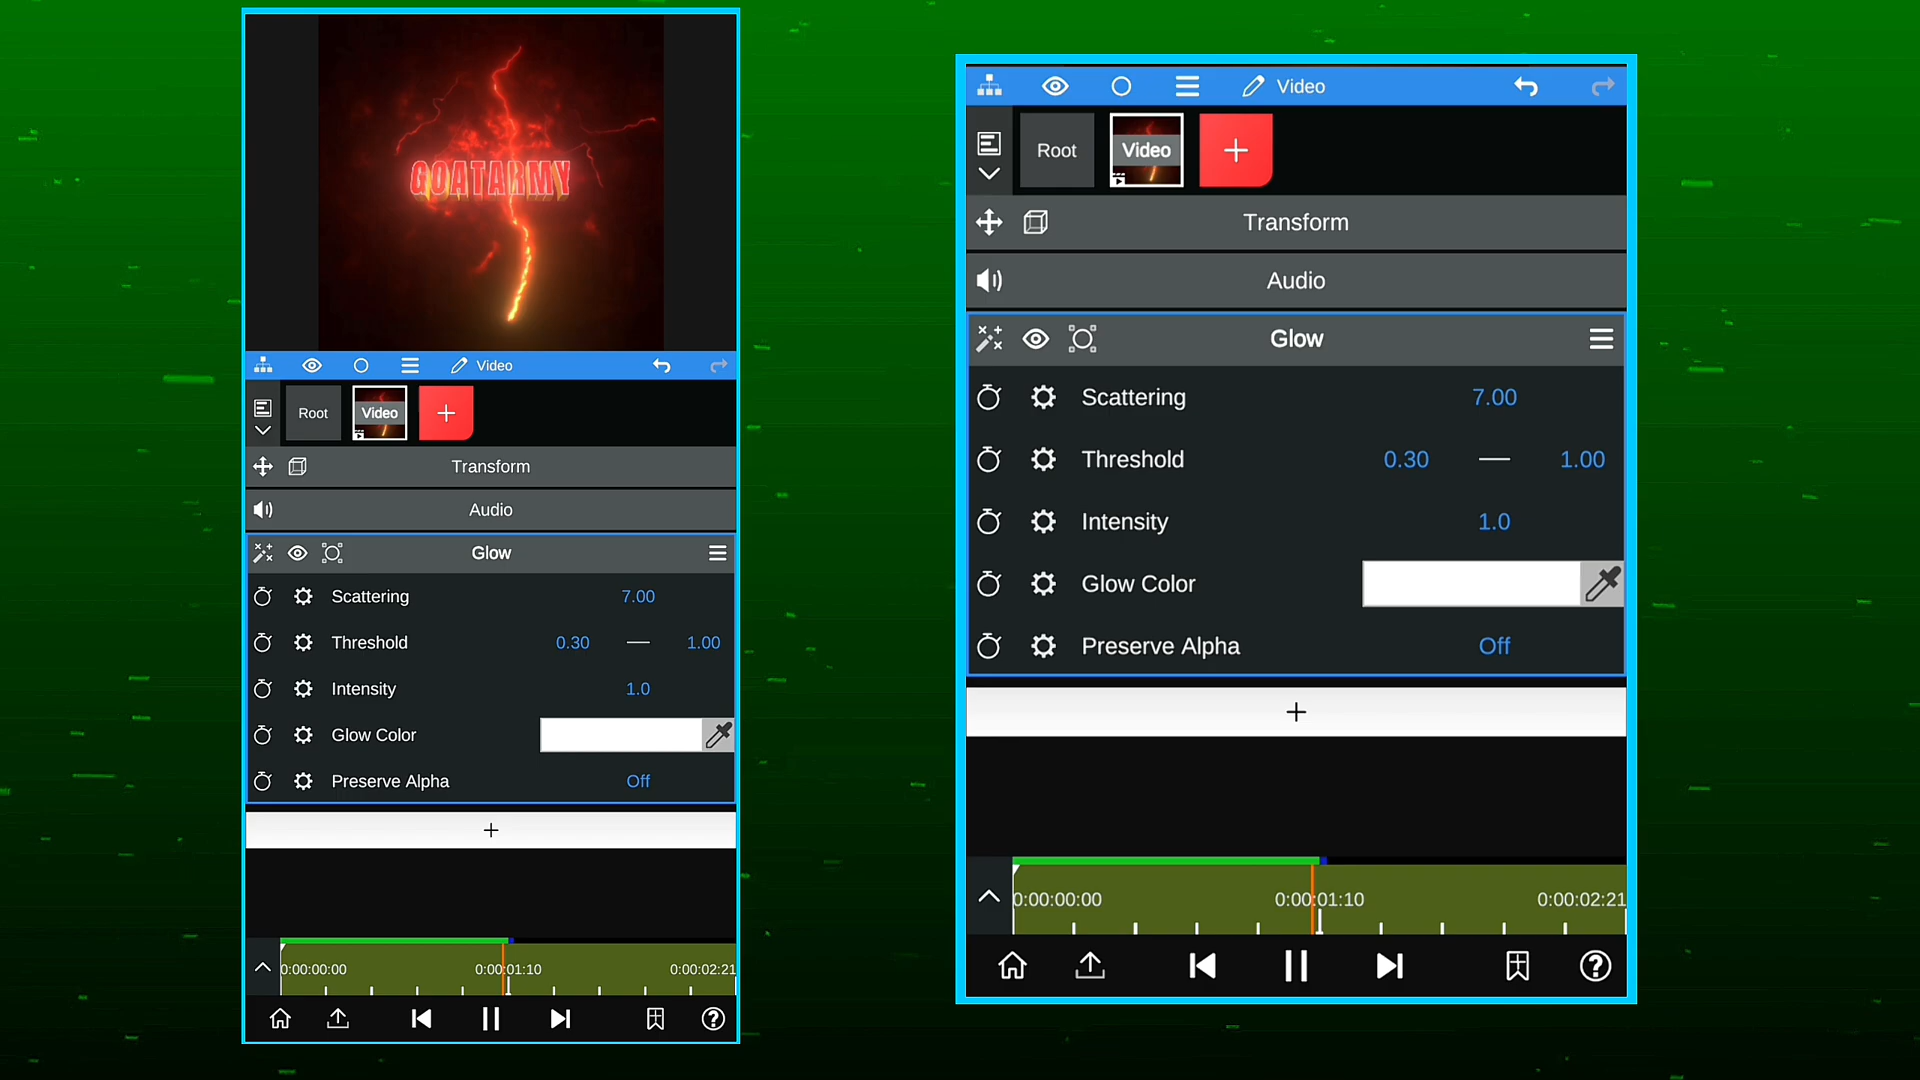 GOATARMY
Video
Root
Video
Transform
Audio
Glow
Scattering 7.00
Threshold 0.30 — 1.00
Intensity 1.0
Glow Color
Preserve Alpha Off
+
0:00:00:00 0:00:01:10 0:00:02:21
Video
Root
Video
Transform
Audio
Glow
Scattering 7.00
Threshold 0.30 — 1.00
Intensity 1.0
Glow Color
Preserve Alpha Off
+
0:00:00:00 0:00:01:10 0:00:02:21